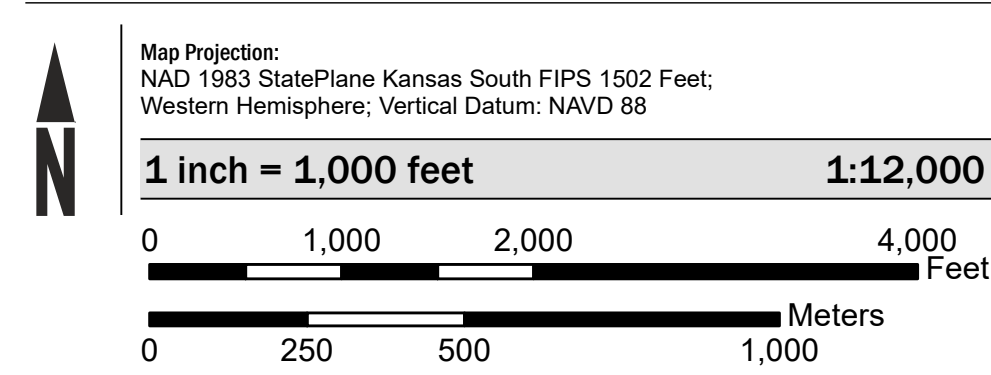 Map Projection:
NAD 1983 StatePlane Kansas South FIPS 1502 Feet;
Western Hemisphere; Vertical Datum: NAVD 88
N
1 inch = 1,000 feet 1:12,000
0 1,000 2,000 4,000
Feet
Meters
0 250 500 1,000